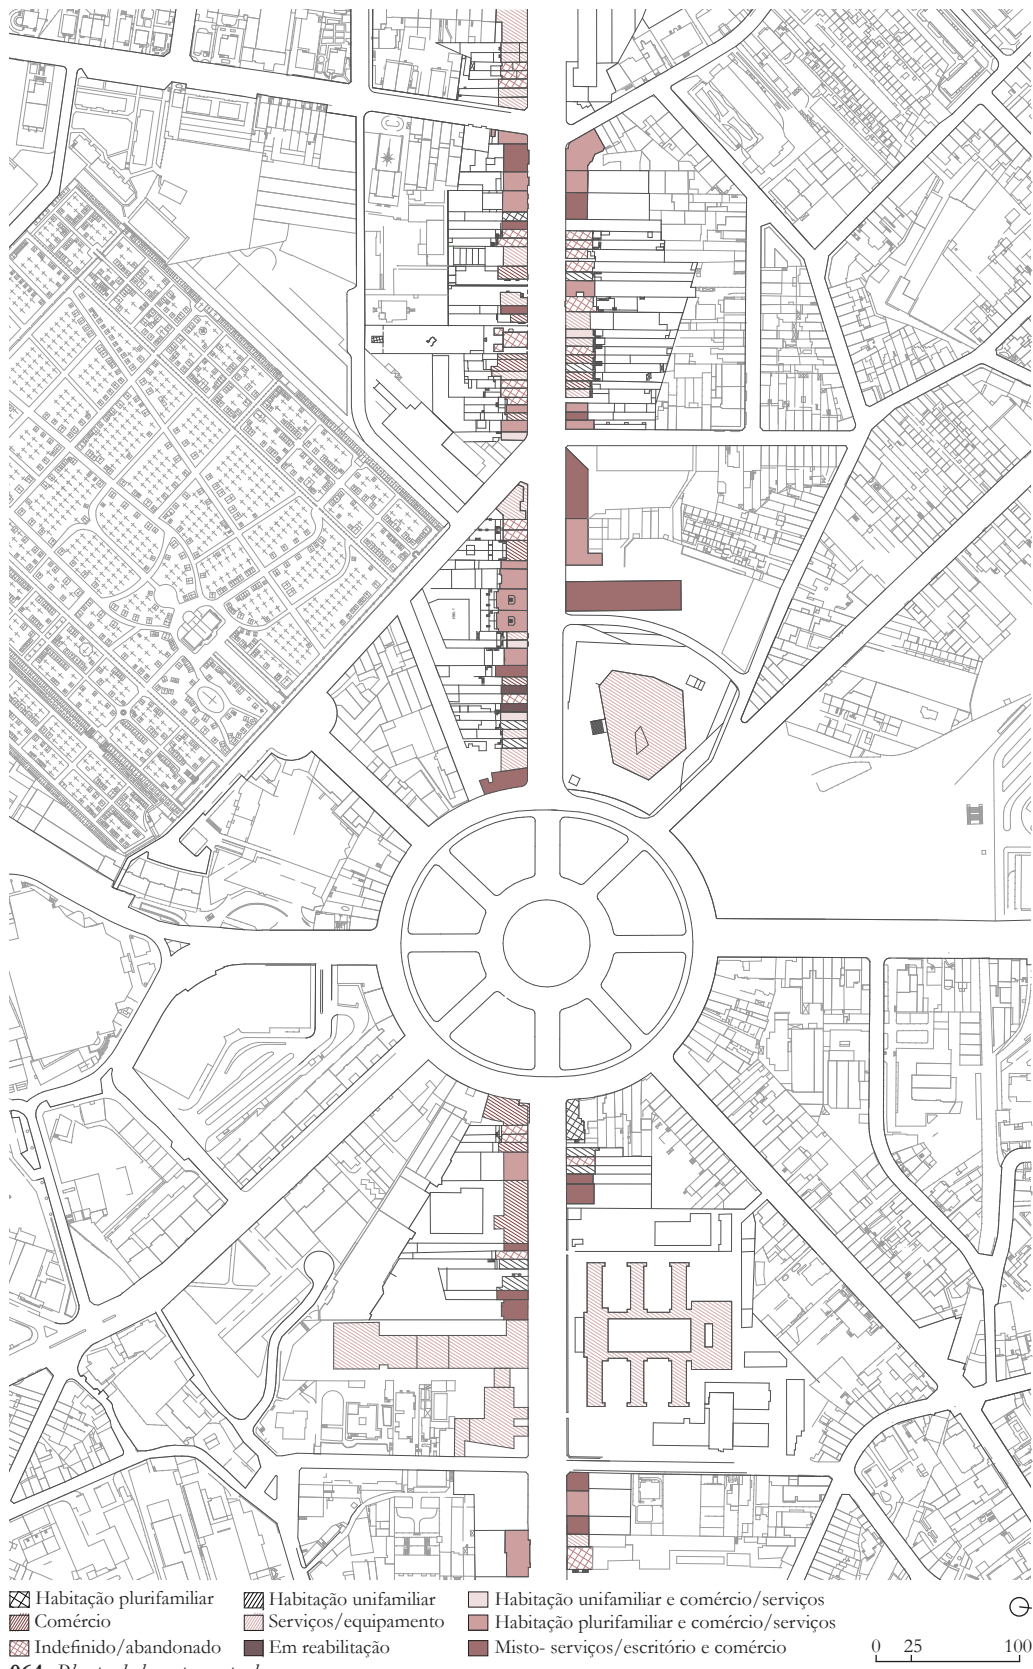 Habitação plurifamiliar Habitação unifamiliar Habitação unifamiliar e comércio/serviços
Comércio Serviços/equipamento Habitação plurifamiliar e comércio/serviços
Indefinido/abandonado Em reabilitação Misto- serviços/escritório e comércio
0 25 100